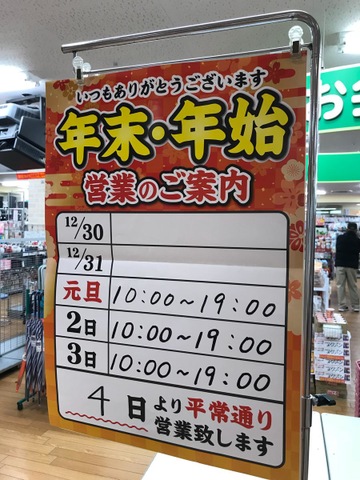 いつもありがとうございます
年末・年始
営業のご案内
12/30
12/31
元旦 10:00～19:00
2日 10:00～19:00
3日 10:00～19:00
4日より平常通り
営業致します
お